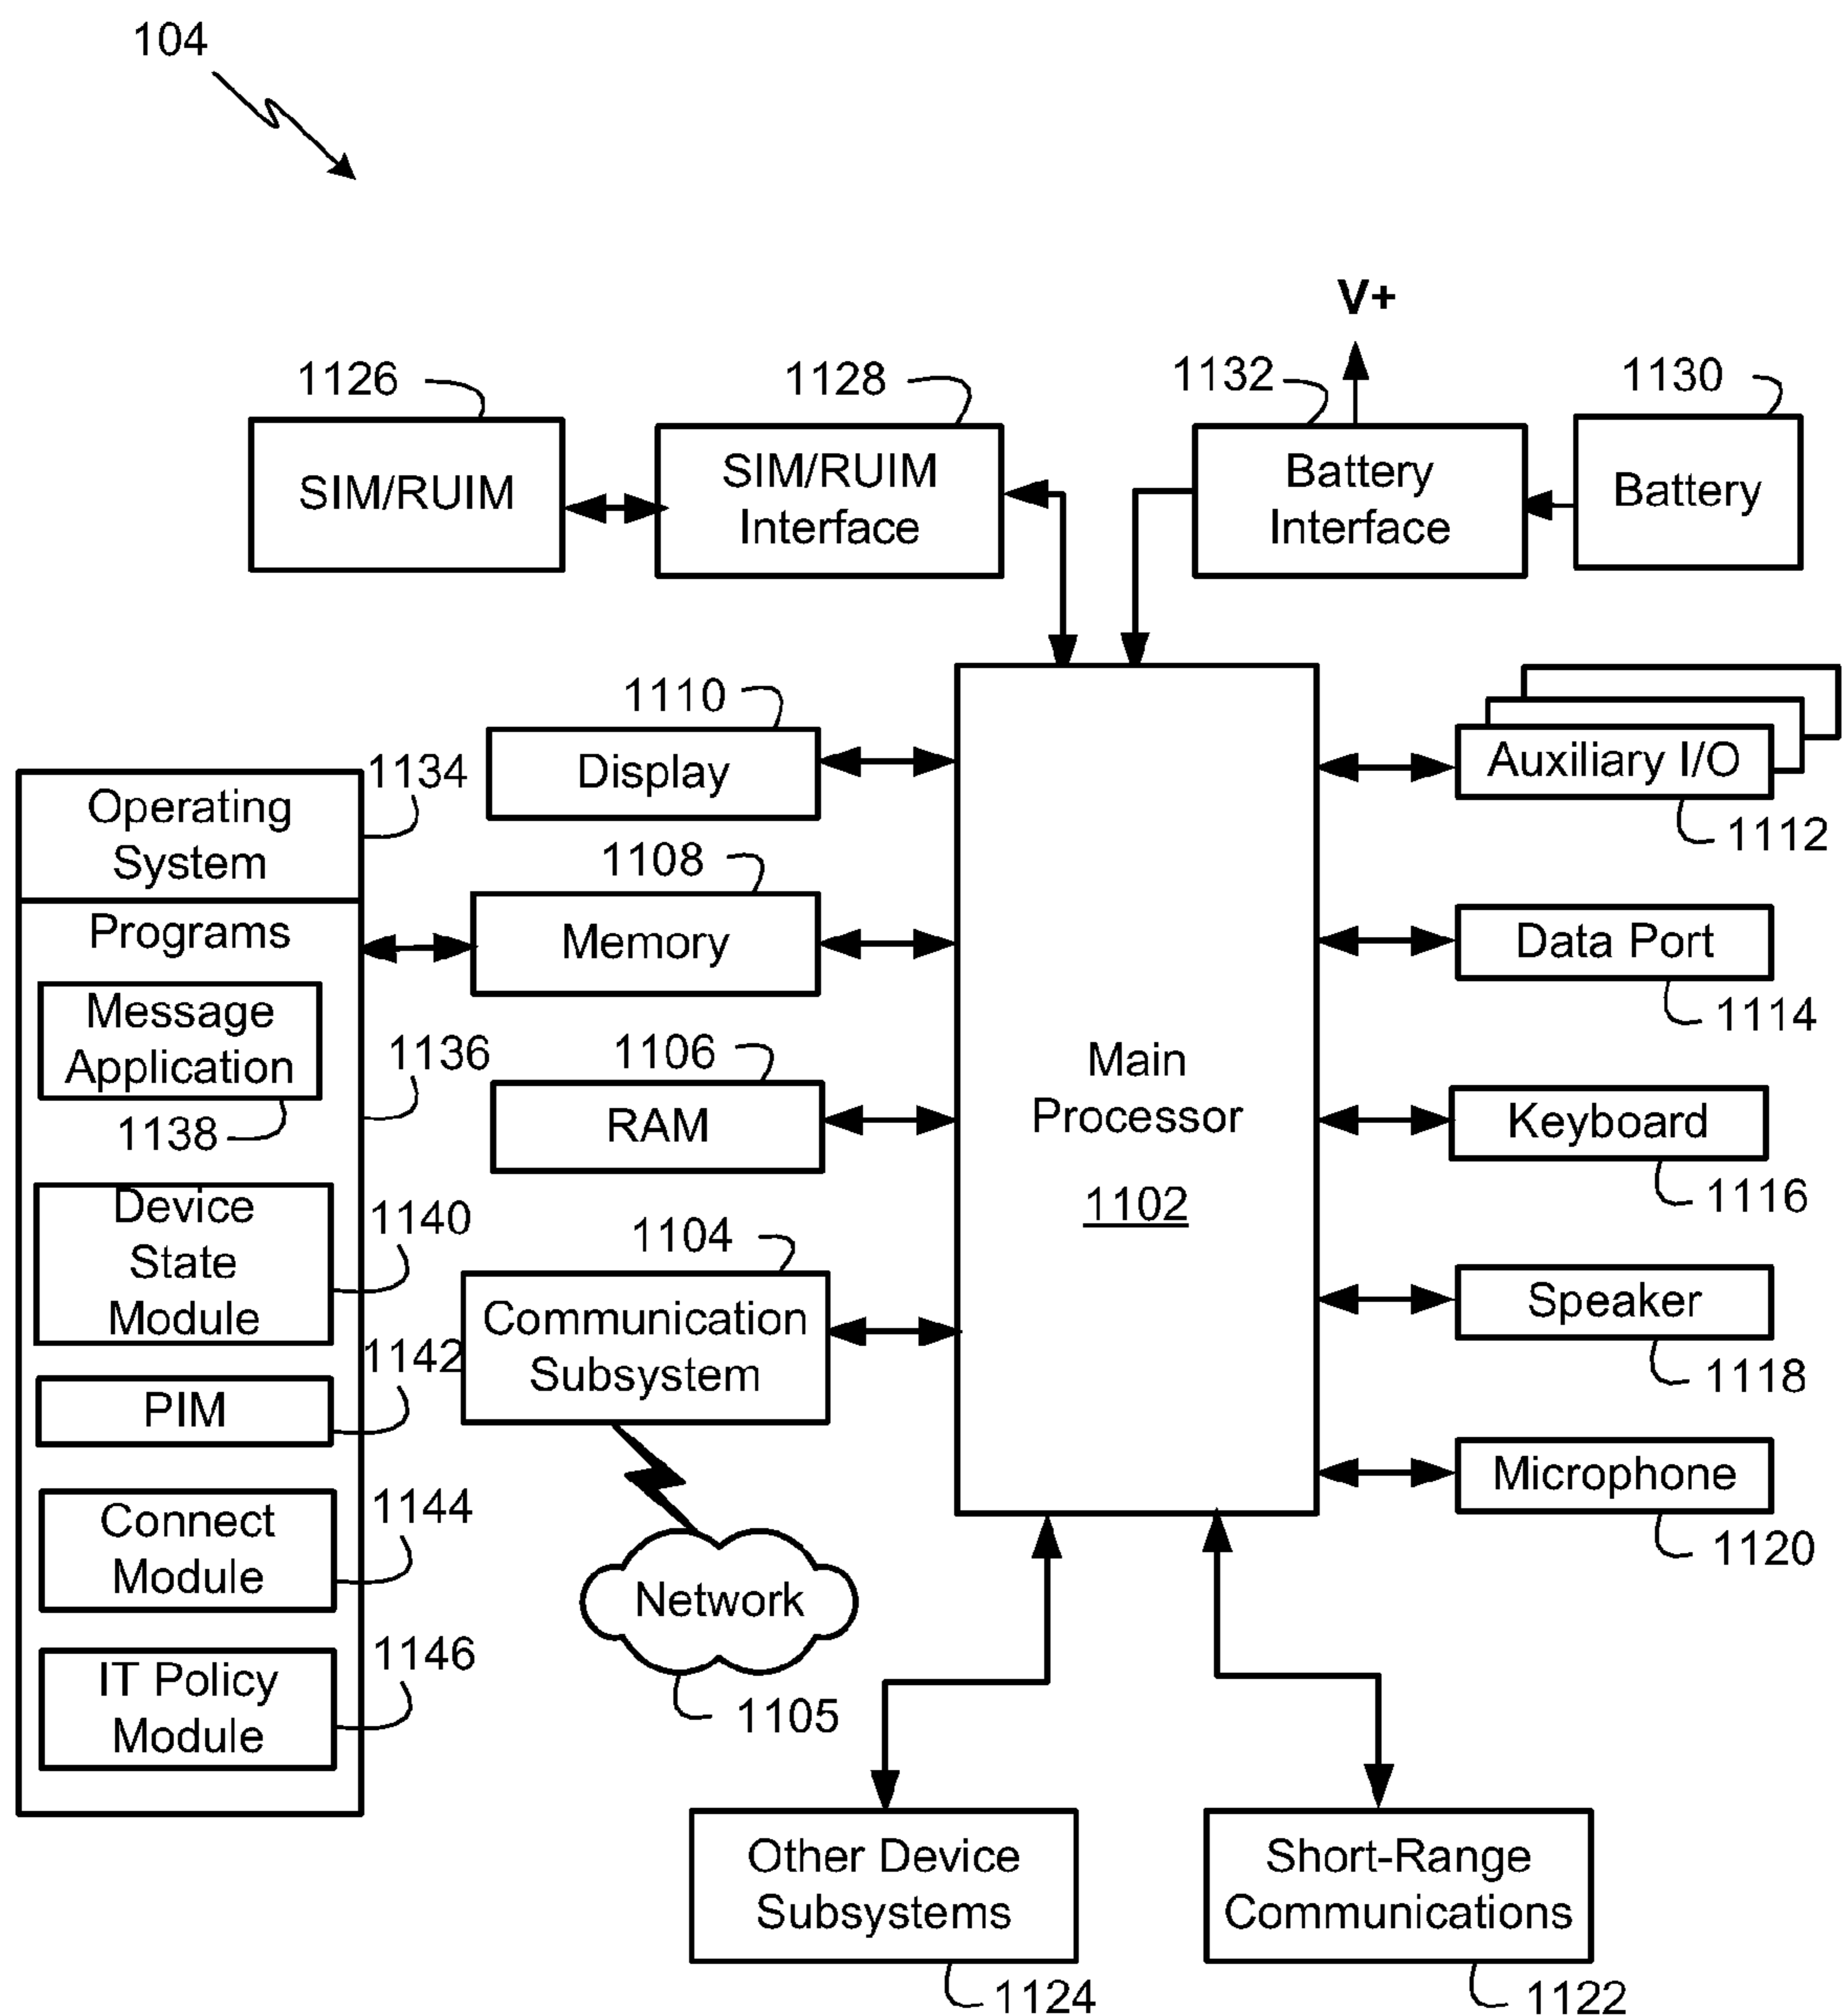 104
V+
1126
1128
1132
1130
SIM/RUIM
SIM/RUIM
Interface
Battery
Interface
Battery
1110
Display
Auxiliary I/O
1112
1134
Operating
System
1108
Memory
Programs
Data Port
1114
Message
Application
1138
1136
1106
RAM
Main
Processor
1102
Keyboard
1116
Device
State
Module
1140
1104
Communication
Subsystem
Speaker
1118
1142
PIM
Microphone
1120
Connect
Module
1144
Network
1105
IT Policy
Module
1146
Other Device
Subsystems
1124
Short-Range
Communications
1122